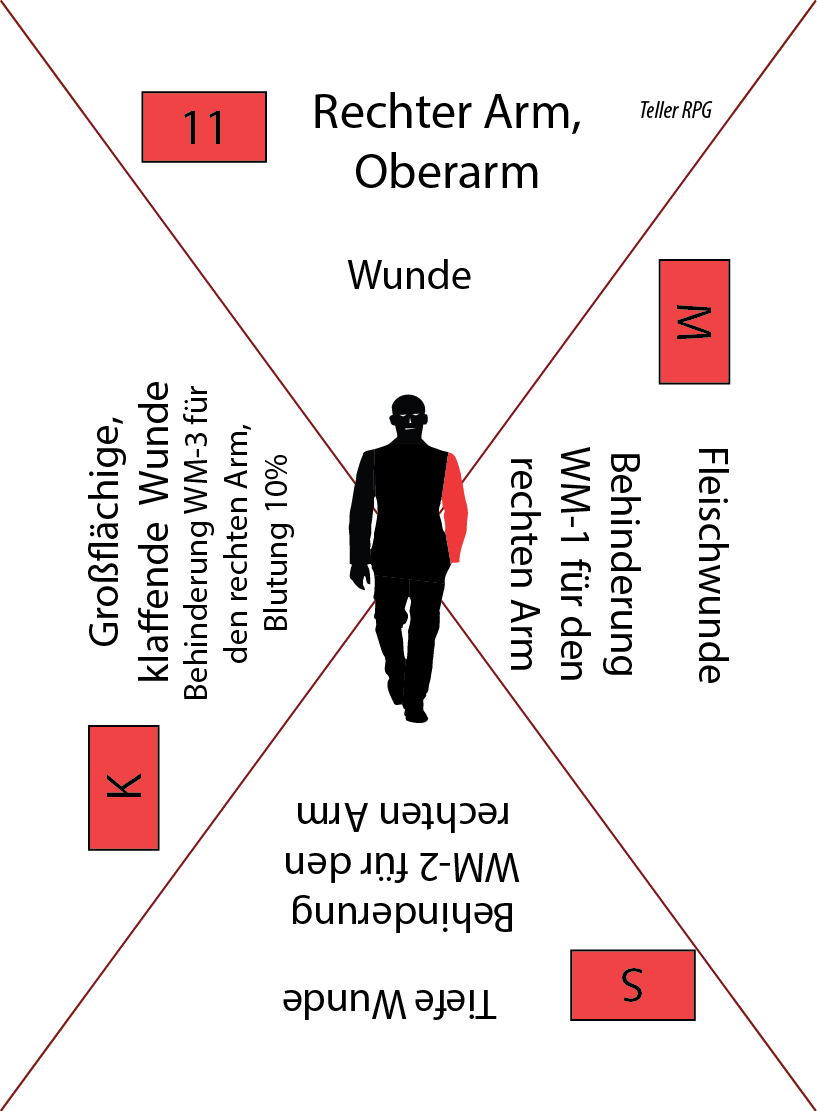 11
Rechter Arm,
Oberarm
Teller RPG
Wunde
M
Fleischwunde
Behinderung
WM-1 für den
rechten Arm
S
Tiefe Wunde
Behinderung
WM-2 für den
rechten Arm
K
Großflächige,
klaffende Wunde
Behinderung WM-3 für
den rechten Arm,
Blutung 10%